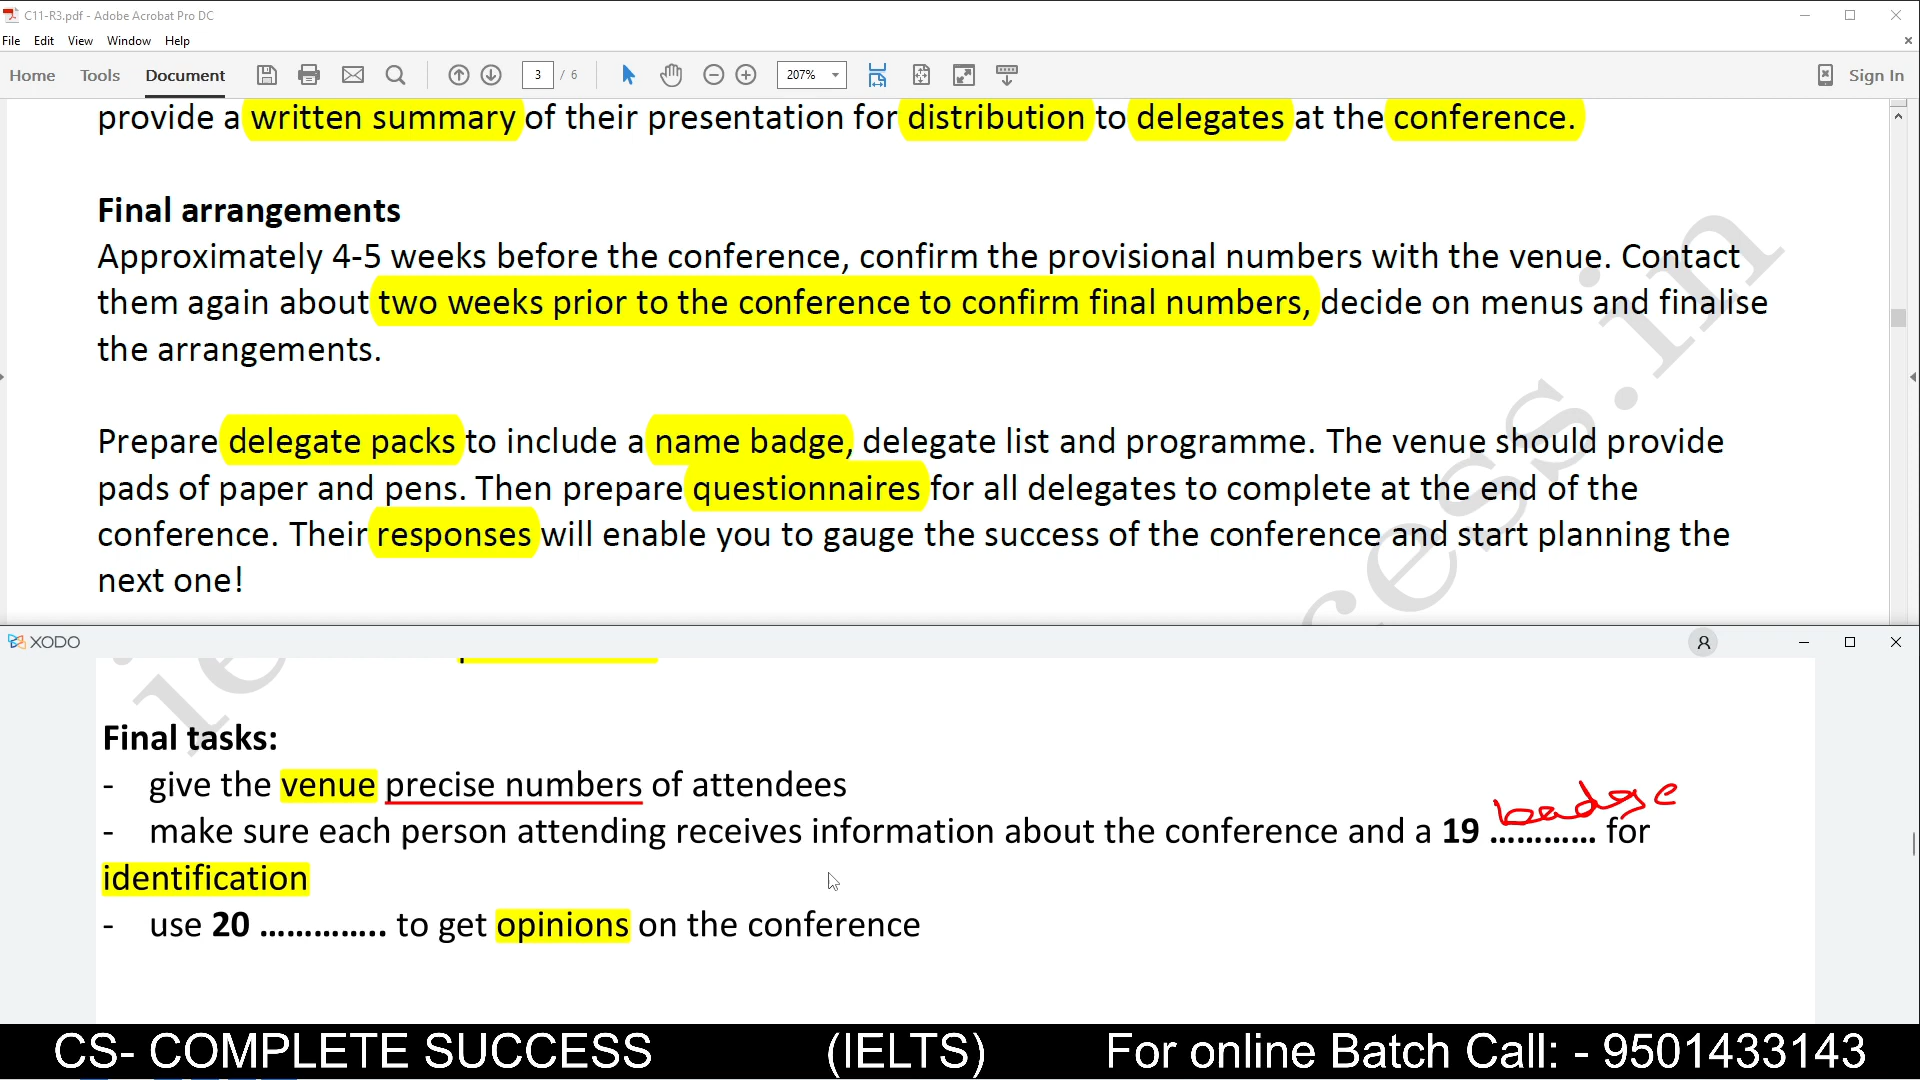 C11-R3.pdf - Adobe Acrobat Pro DC
File Edit View Window Help
Home Tools Document 3 / 6 207% Sign In
provide a written summary of their presentation for distribution to delegates at the conference.
Final arrangements
Approximately 4-5 weeks before the conference, confirm the provisional numbers with the venue. Contact
them again about two weeks prior to the conference to confirm final numbers, decide on menus and finalise
the arrangements.
Prepare delegate packs to include a name badge, delegate list and programme. The venue should provide
pads of paper and pens. Then prepare questionnaires for all delegates to complete at the end of the
conference. Their responses will enable you to gauge the success of the conference and start planning the
next one!
XODO
Final tasks:
- give the venue precise numbers of attendees
badge
- make sure each person attending receives information about the conference and a 19 ............ for
identification
- use 20 .............. to get opinions on the conference
CS- COMPLETE SUCCESS (IELTS) For online Batch Call: - 9501433143